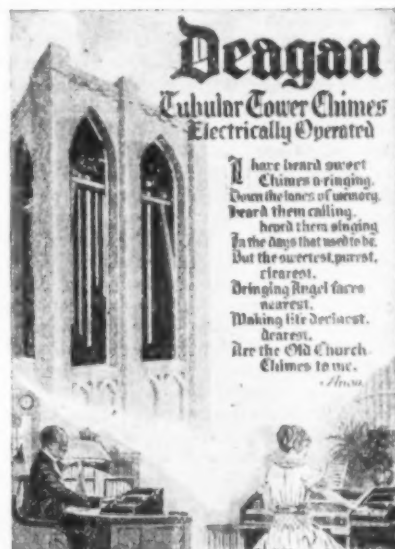 Deagan
Tubular Tower Chimes
Electrically Operated
I have heard sweet
Chimes a-ringing,
Down the lanes of memory,
Heard them calling,
heard them singing
In the days that used to be.
But the sweetest, purest,
clearest,
Bringing Angel faces
nearest,
Making life
dearest,
Are the Old Church
Chimes to me.